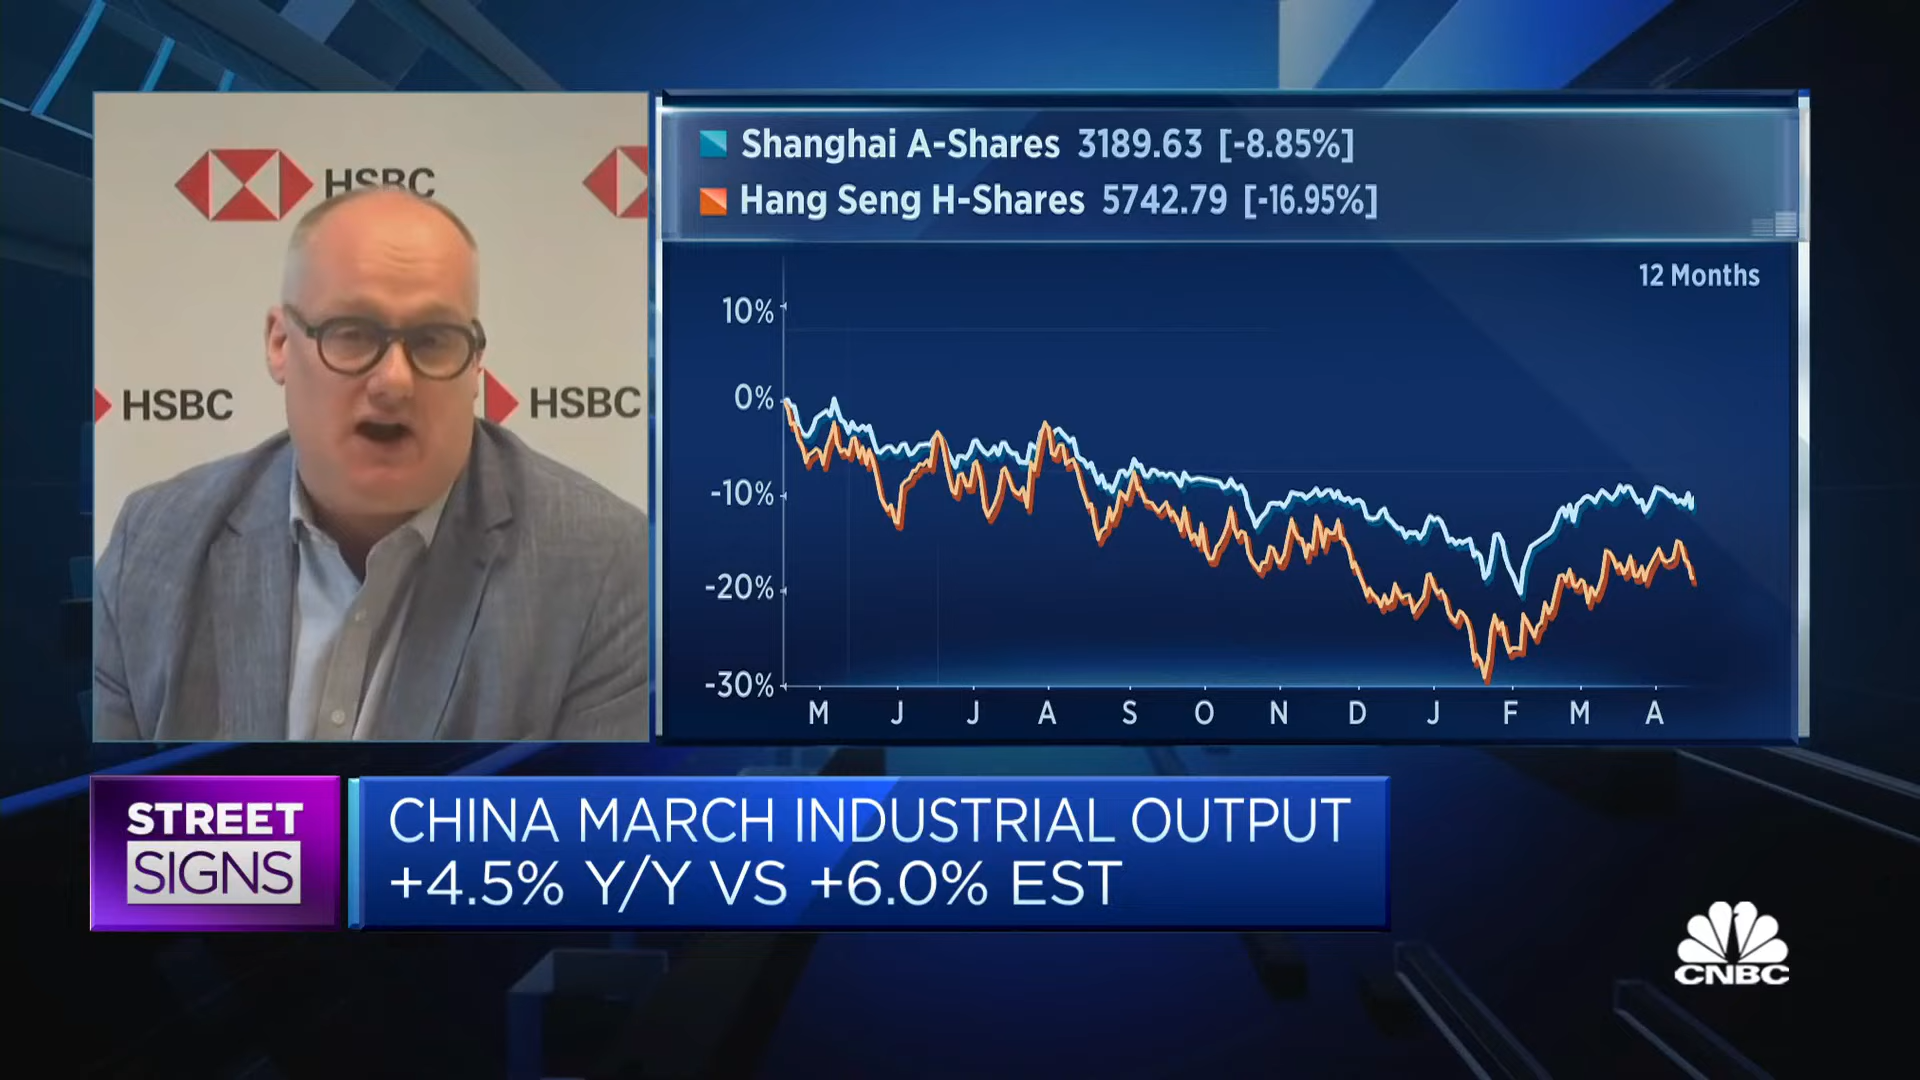 HSBC
HSBC
HSBC
Shanghai A-Shares 3189.63 [-8.85%]
Hang Seng H-Shares 5742.79 [-16.95%]
12 Months
10%
0%
-10%
-20%
-30%
M J J A S O N D J F M A
STREET
SIGNS
CHINA MARCH INDUSTRIAL OUTPUT
+4.5% Y/Y VS +6.0% EST
CNBC